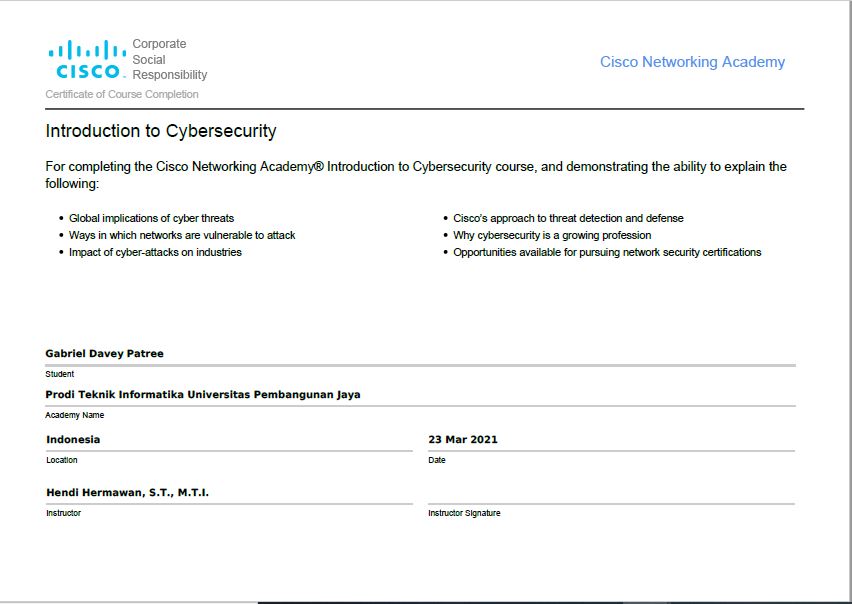 Corporate
Social
Responsibility
CISCO
Cisco Networking Academy
Certificate of Course Completion
Introduction to Cybersecurity
For completing the Cisco Networking Academy® Introduction to Cybersecurity course, and demonstrating the ability to explain the
following:
• Global implications of cyber threats
• Ways in which networks are vulnerable to attack
• Impact of cyber-attacks on industries
• Cisco's approach to threat detection and defense
• Why cybersecurity is a growing profession
• Opportunities available for pursuing network security certifications
Gabriel Davey Patree
Student
Prodi Teknik Informatika Universitas Pembangunan Jaya
Academy Name
Indonesia
Location
23 Mar 2021
Date
Hendi Hermawan, S.T., M.T.I.
Instructor
Instructor Signature